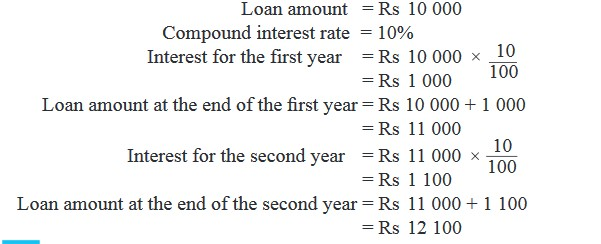 Loan amount = Rs 10 000
Compound interest rate = 10%
Interest for the first year = Rs 10 000 × 10/100
= Rs 1 000
Loan amount at the end of the first year = Rs 10 000 + 1 000
= Rs 11 000
Interest for the second year = Rs 11 000 × 10/100
= Rs 1 100
Loan amount at the end of the second year = Rs 11 000 + 1 100
= Rs 12 100